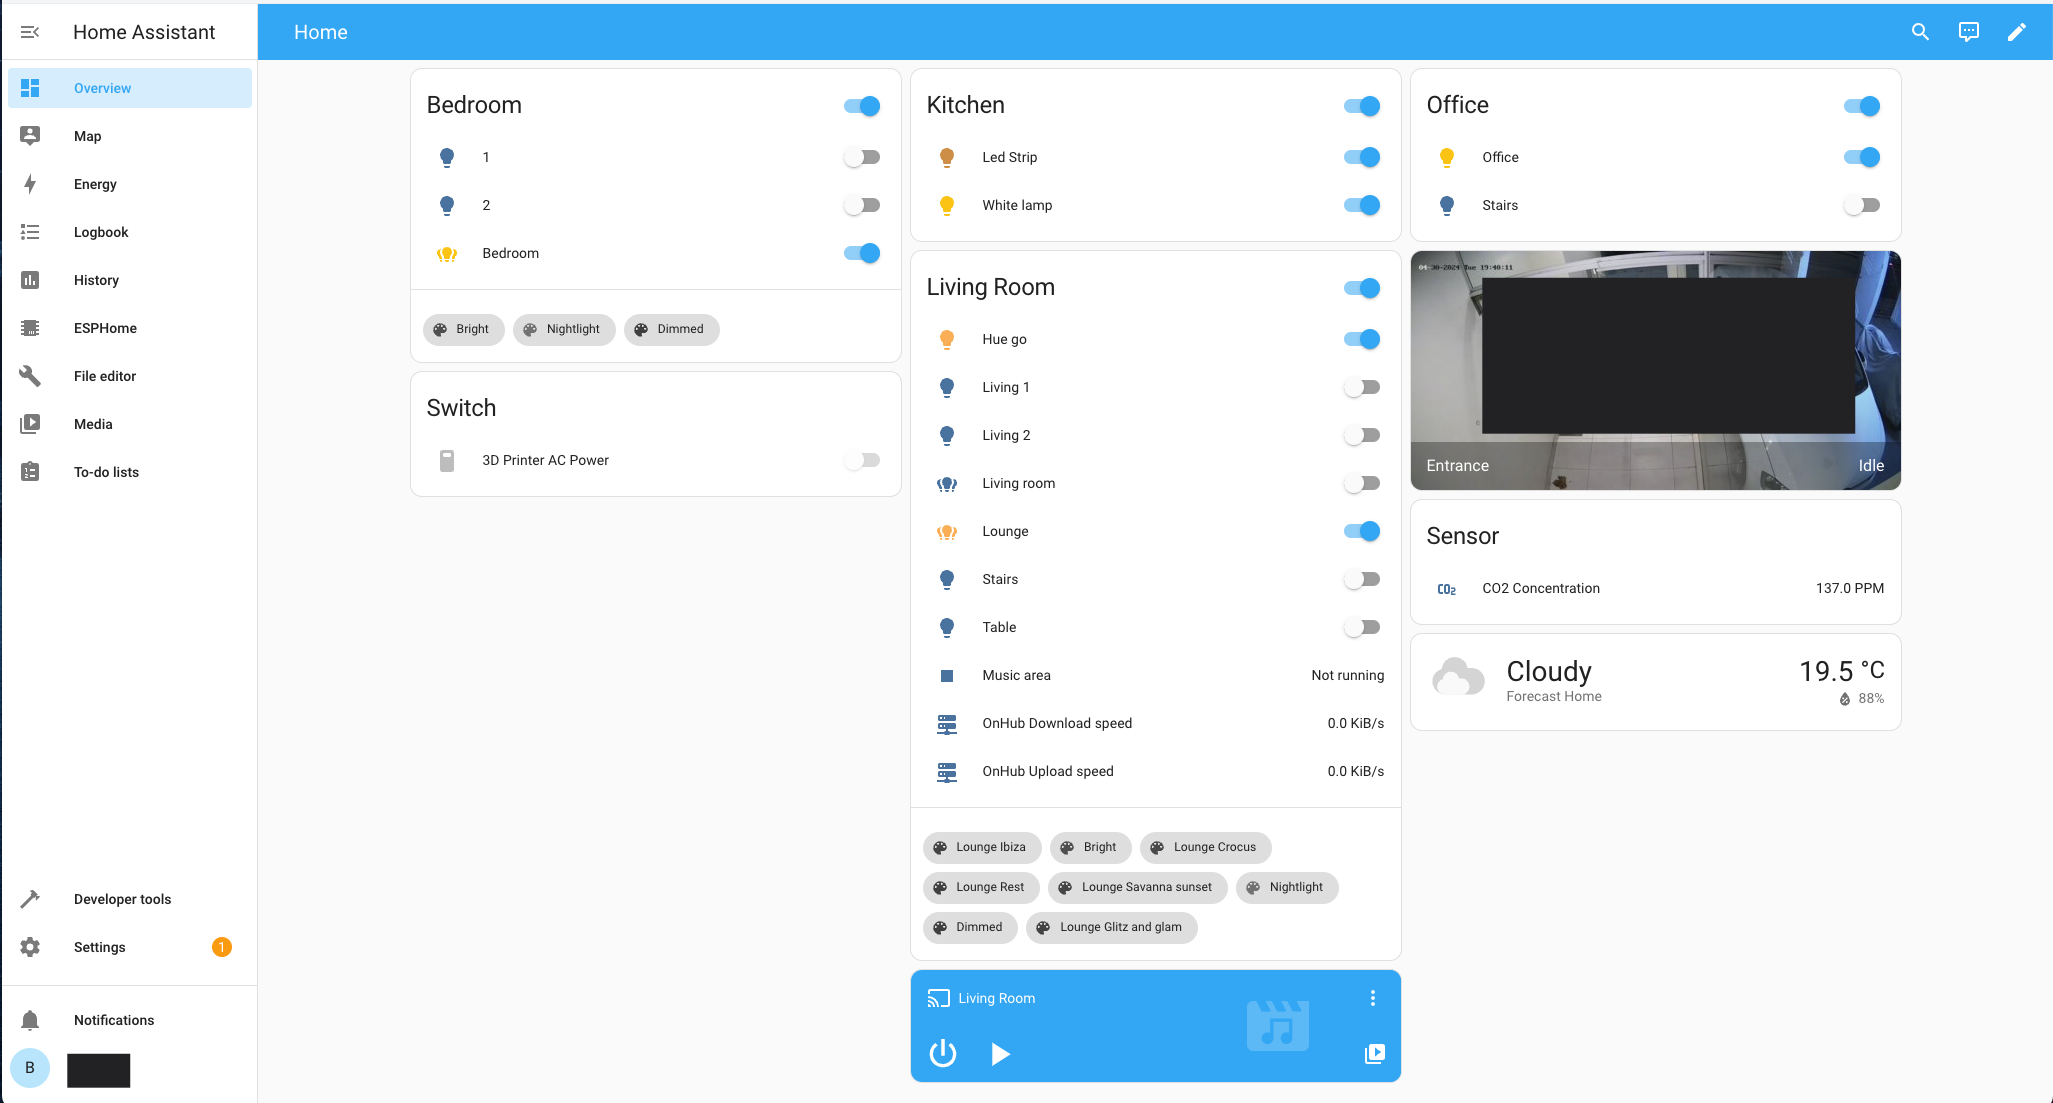 Home Assistant
Home
Overview
Map
Energy
Logbook
History
ESPHome
File editor
Media
To-do lists
Developer tools
Settings 1
Notifications
B
Bedroom
1
2
Bedroom
Bright Nightlight Dimmed
Switch
3D Printer AC Power
Kitchen
Led Strip
White lamp
Living Room
Hue go
Living 1
Living 2
Living room
Lounge
Stairs
Table
Music area Not running
OnHub Download speed 0.0 KiB/s
OnHub Upload speed 0.0 KiB/s
Lounge Ibiza Bright Lounge Crocus
Lounge Rest Lounge Savanna sunset Nightlight
Dimmed Lounge Glitz and glam
Living Room
Office
Office
Stairs
04-30-2024 Tue 19:40:11
Entrance Idle
Sensor
CO2 CO2 Concentration 137.0 PPM
Cloudy 19.5 °C
Forecast Home 88%